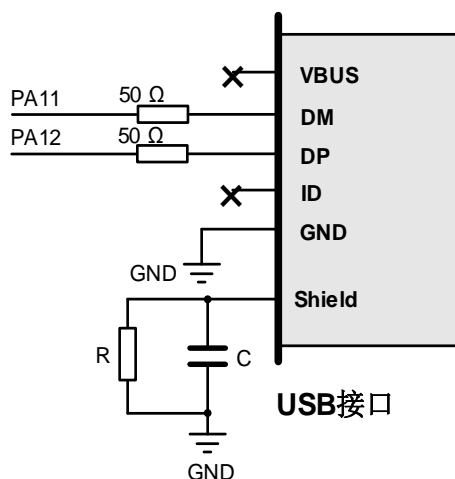 VBUS
PA11
50 Ω
DM
PA12
50 Ω
DP
ID
GND
GND
Shield
R
C
USB接口
GND